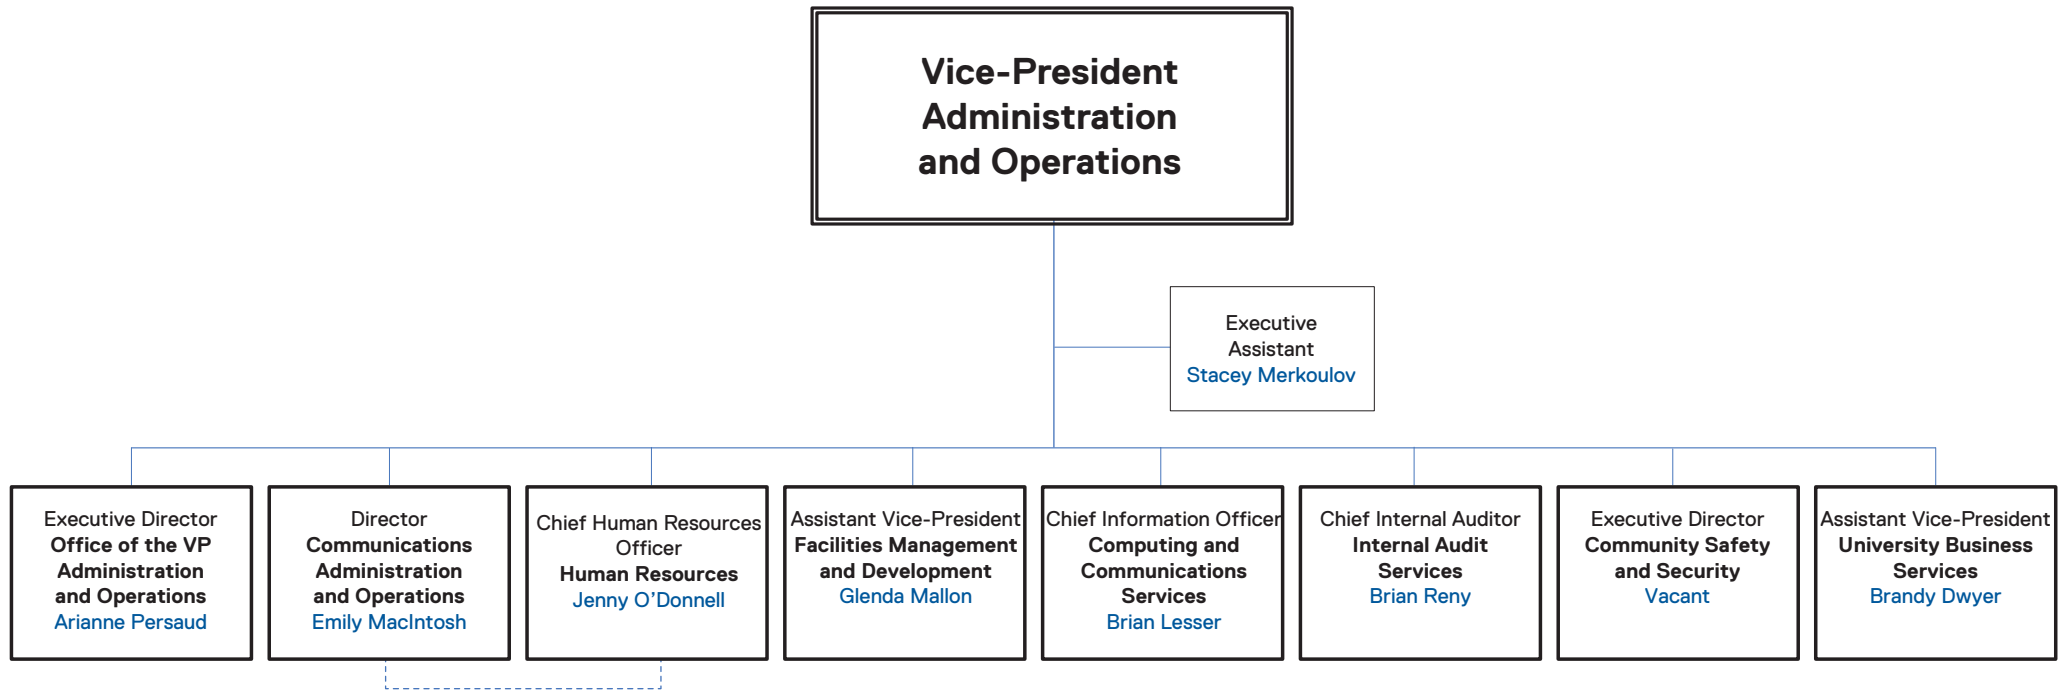 Vice-President
Administration
and Operations
Executive
Assistant
Stacey Merkoulov
Executive Director
Office of the VP
Administration
and Operations
Arianne Persaud
Director
Communications
Administration
and Operations
Emily MacIntosh
Chief Human Resources
Officer
Human Resources
Jenny O’Donnell
Assistant Vice-President
Facilities Management
and Development
Glenda Mallon
Chief Information Officer
Computing and
Communications
Services
Brian Lesser
Chief Internal Auditor
Internal Audit
Services
Brian Reny
Executive Director
Community Safety
and Security
Vacant
Assistant Vice-President
University Business
Services
Brandy Dwyer